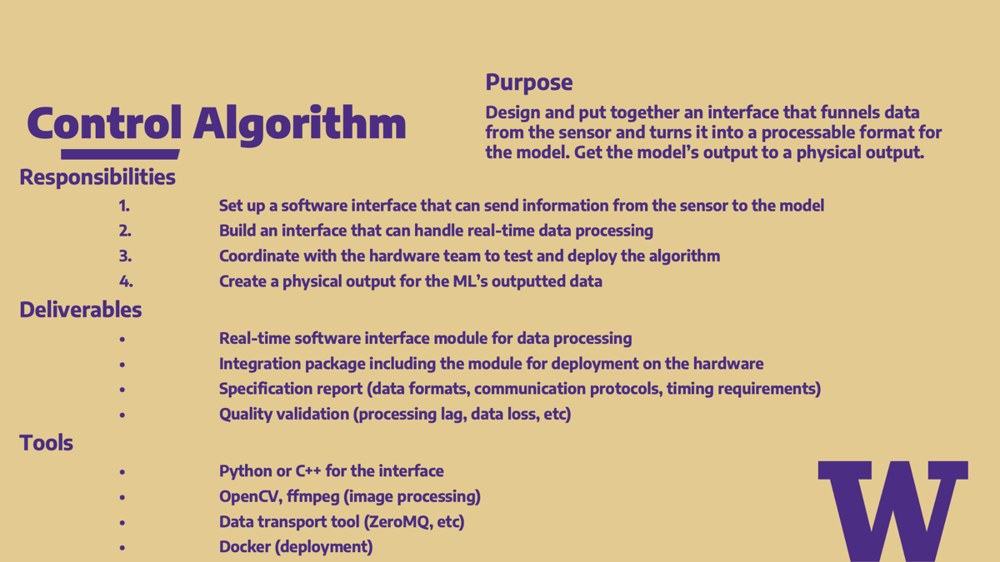 Control Algorithm
Purpose
Design and put together an interface that funnels data
from the sensor and turns it into a processable format for
the model. Get the model’s output to a physical output.
Responsibilities
1. Set up a software interface that can send information from the sensor to the model
2. Build an interface that can handle real-time data processing
3. Coordinate with the hardware team to test and deploy the algorithm
4. Create a physical output for the ML’s outputted data
Deliverables
• Real-time software interface module for data processing
• Integration package including the module for deployment on the hardware
• Specification report (data formats, communication protocols, timing requirements)
• Quality validation (processing lag, data loss, etc)
Tools
• Python or C++ for the interface
• OpenCV, ffmpeg (image processing)
• Data transport tool (ZeroMQ, etc)
• Docker (deployment)
W